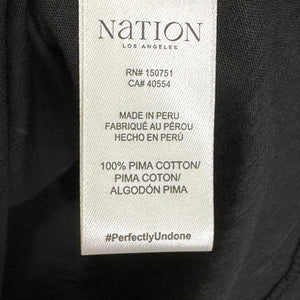 NATION
LOS ANGELES
RN# 150751
CA# 40554
MADE IN PERU
FABRIQUÉ AU PÉROU
HECHO EN PERÚ
100% PIMA COTTON/
PIMA COTON/
ALGODÓN PIMA
#PerfectlyUndone